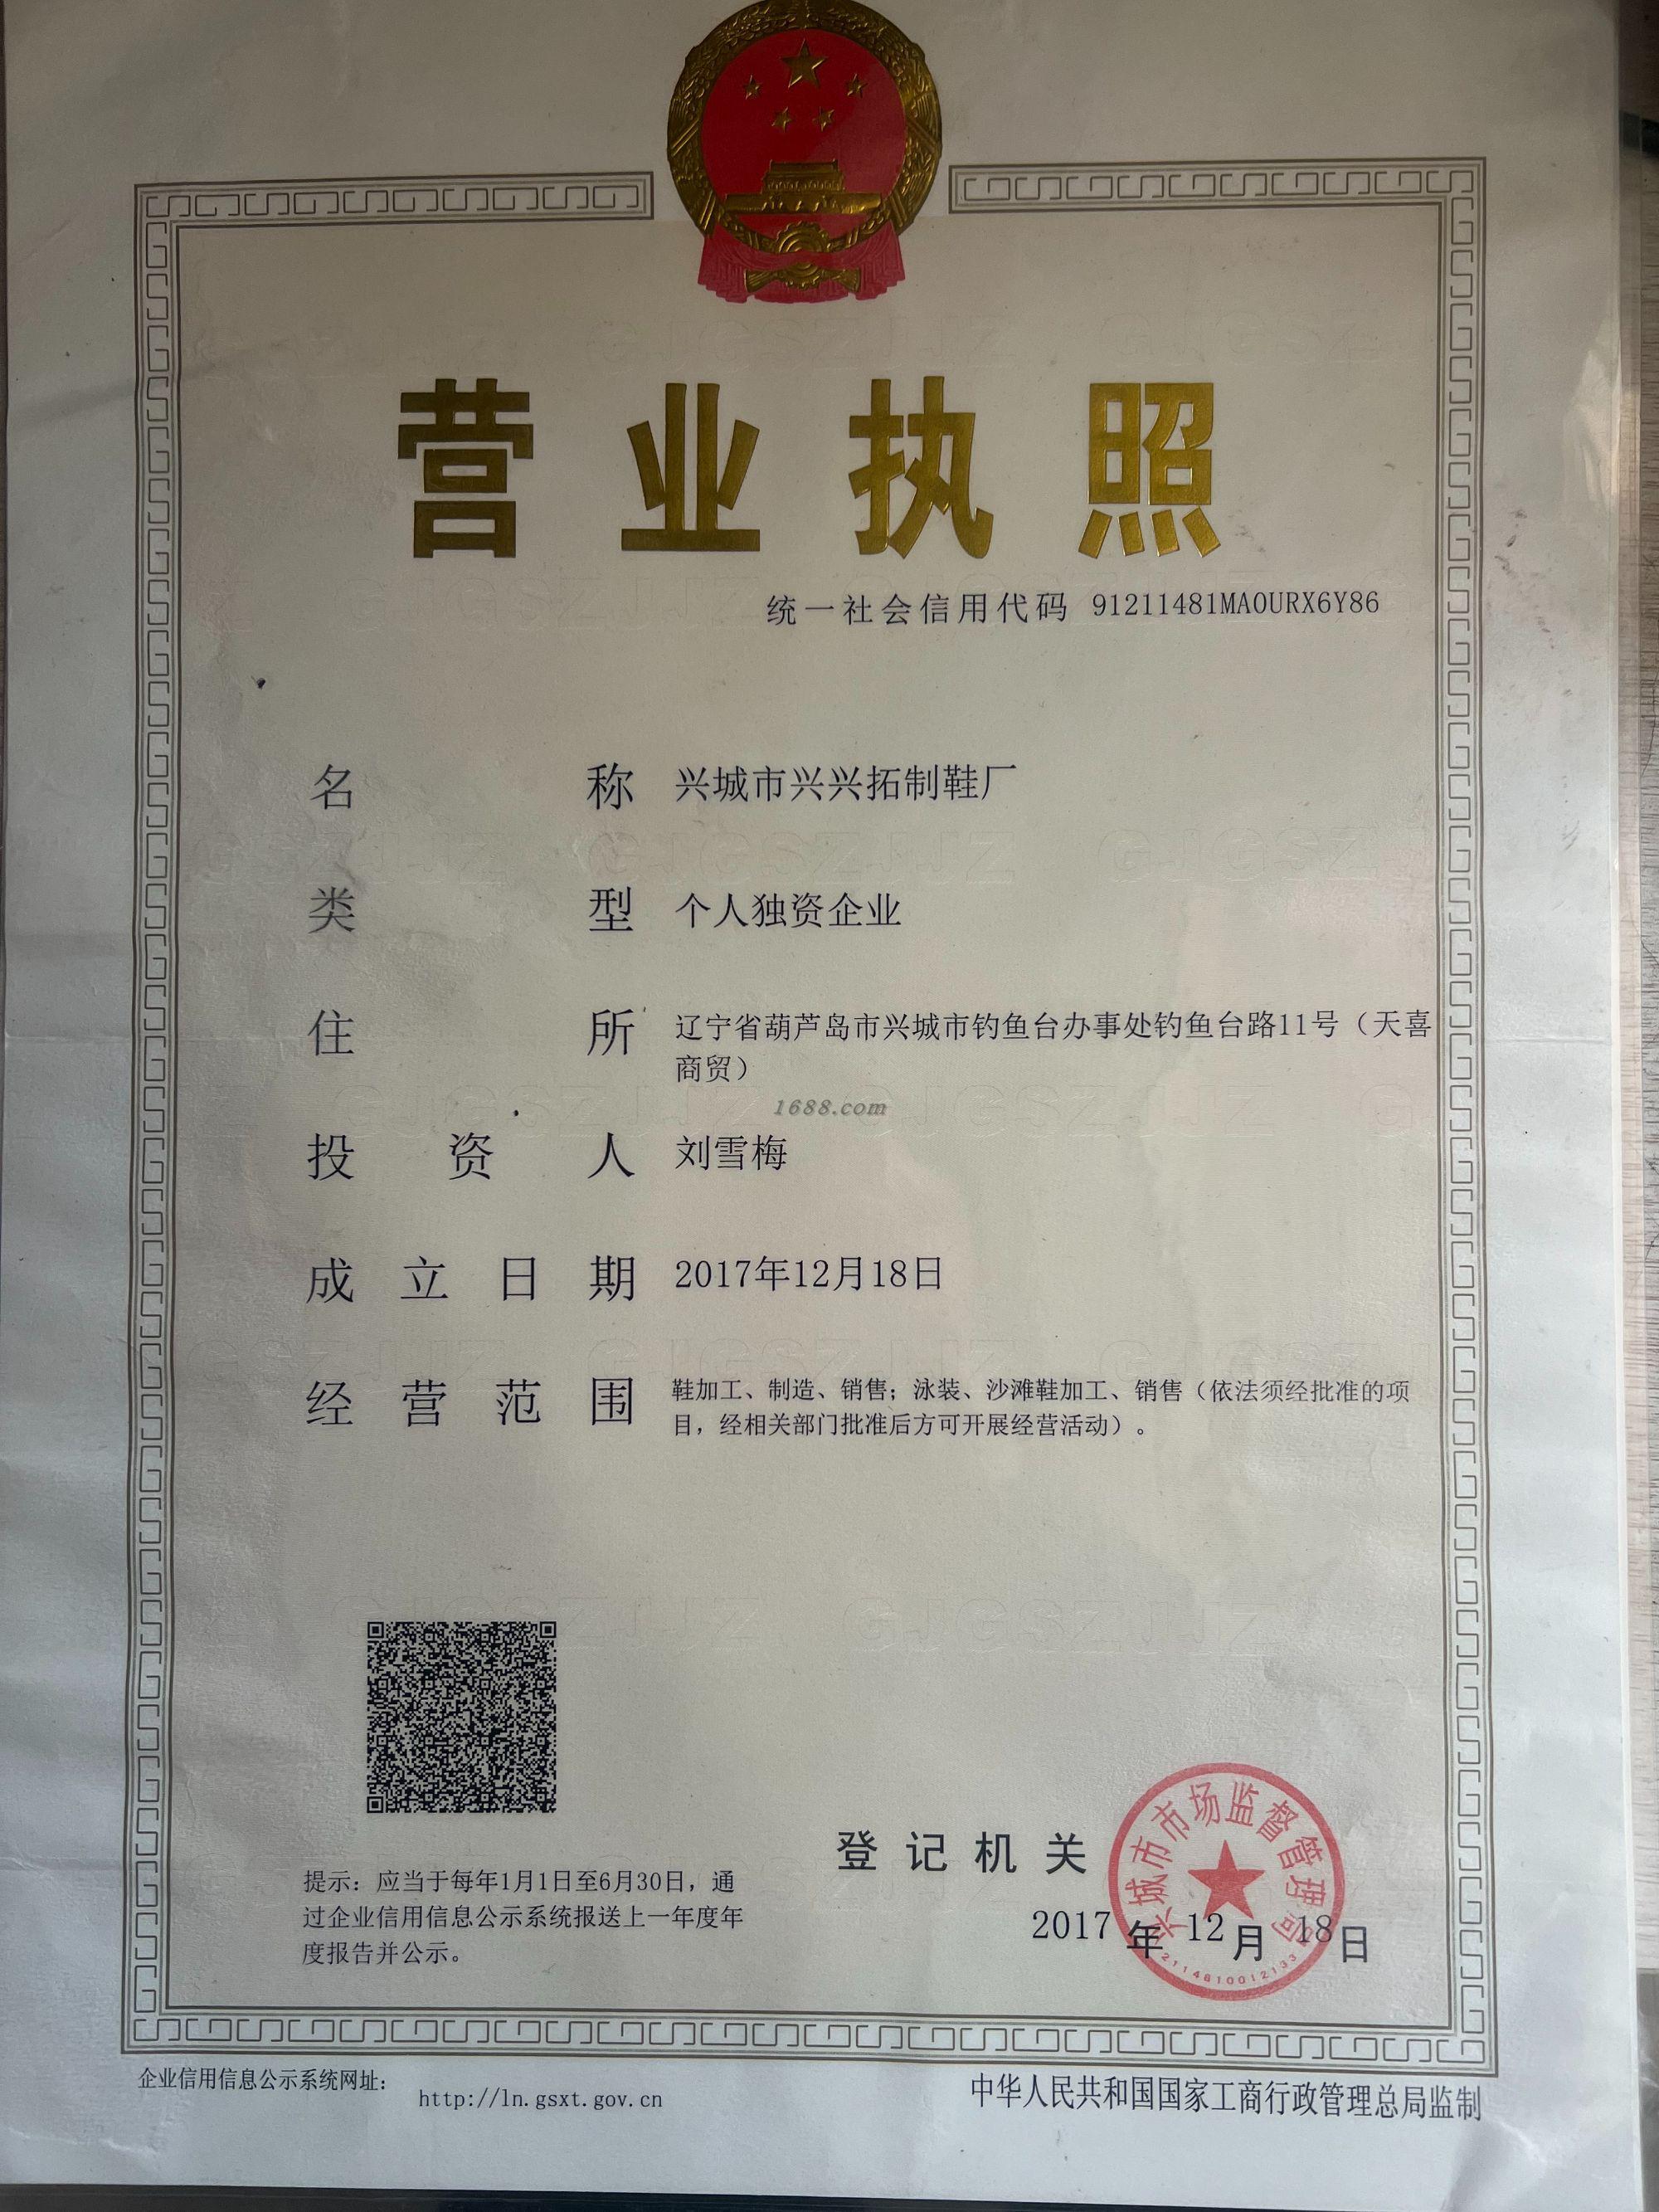 营业执照
统一社会信用代码 91211481MA0URX6Y86
名称 兴城市兴兴拓制鞋厂
类型 个人独资企业
住所 辽宁省葫芦岛市兴城市钓鱼台办事处钓鱼台路11号（天喜
商贸）
1688.com
投资人 刘雪梅
成立日期 2017年12月18日
经营范围 鞋加工、制造、销售；泳装、沙滩鞋加工、销售（依法须经批准的项
目，经相关部门批准后方可开展经营活动）。
兴城市市场监督管理局
登记机关
2017年12月18日
提示：应当于每年1月1日至6月30日，通
过企业信用信息公示系统报送上一年度年
度报告并公示。
企业信用信息公示系统网址：
http://ln.gsxt.gov.cn
中华人民共和国国家工商行政管理总局监制